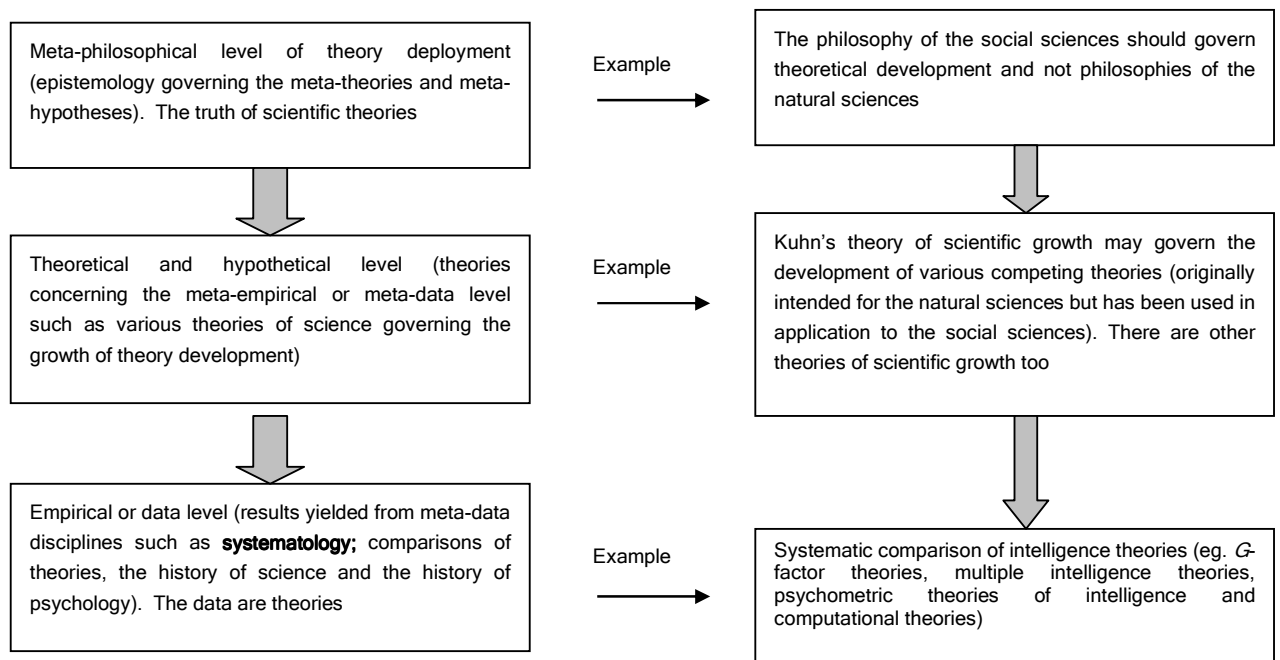 Meta-philosophical level of theory deployment
(epistemology governing the meta-theories and meta-
hypotheses). The truth of scientific theories
Example
The philosophy of the social sciences should govern
theoretical development and not philosophies of the
natural sciences
Theoretical and hypothetical level (theories
concerning the meta-empirical or meta-data level
such as various theories of science governing the
growth of theory development)
Example
Kuhn's theory of scientific growth may govern the
development of various competing theories (originally
intended for the natural sciences but has been used in
application to the social sciences). There are other
theories of scientific growth too
Empirical or data level (results yielded from meta-data
disciplines such as systematology; comparisons of
theories, the history of science and the history of
psychology). The data are theories
Example
Systematic comparison of intelligence theories (eg. G-
factor theories, multiple intelligence theories,
psychometric theories of intelligence and
computational theories)